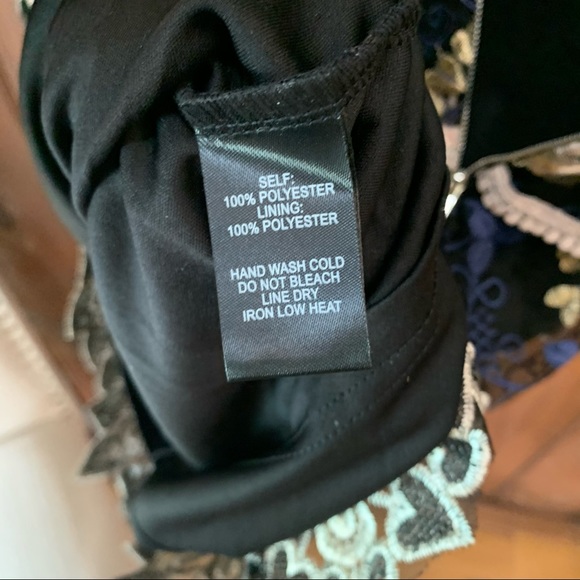 SELF:
100% POLYESTER
LINING:
100% POLYESTER
HAND WASH COLD
DO NOT BLEACH
LINE DRY
IRON LOW HEAT